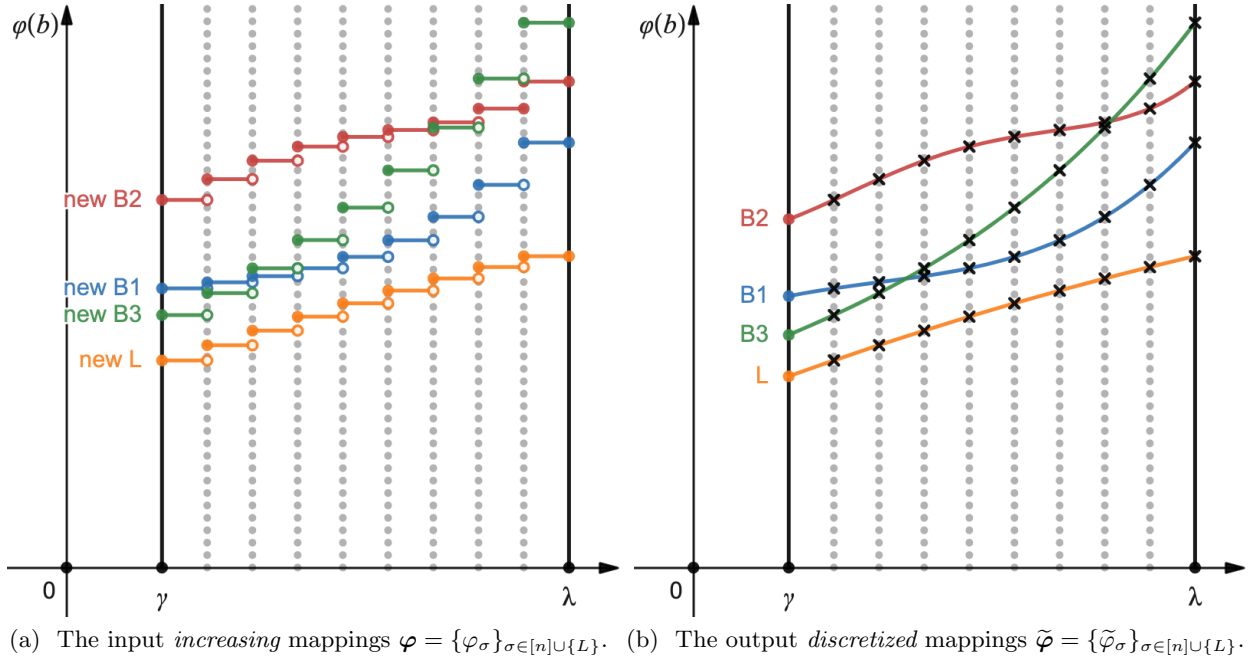 φ(b)
new B2
new B1
new B3
new L
0
γ
λ
φ(b)
B2
B1
B3
L
0
γ
λ
(a) The input increasing mappings φ = {φ_σ}_{σ∈[n]∪{L}}.
(b) The output discretized mappings φ̃ = {φ̃_σ}_{σ∈[n]∪{L}}.